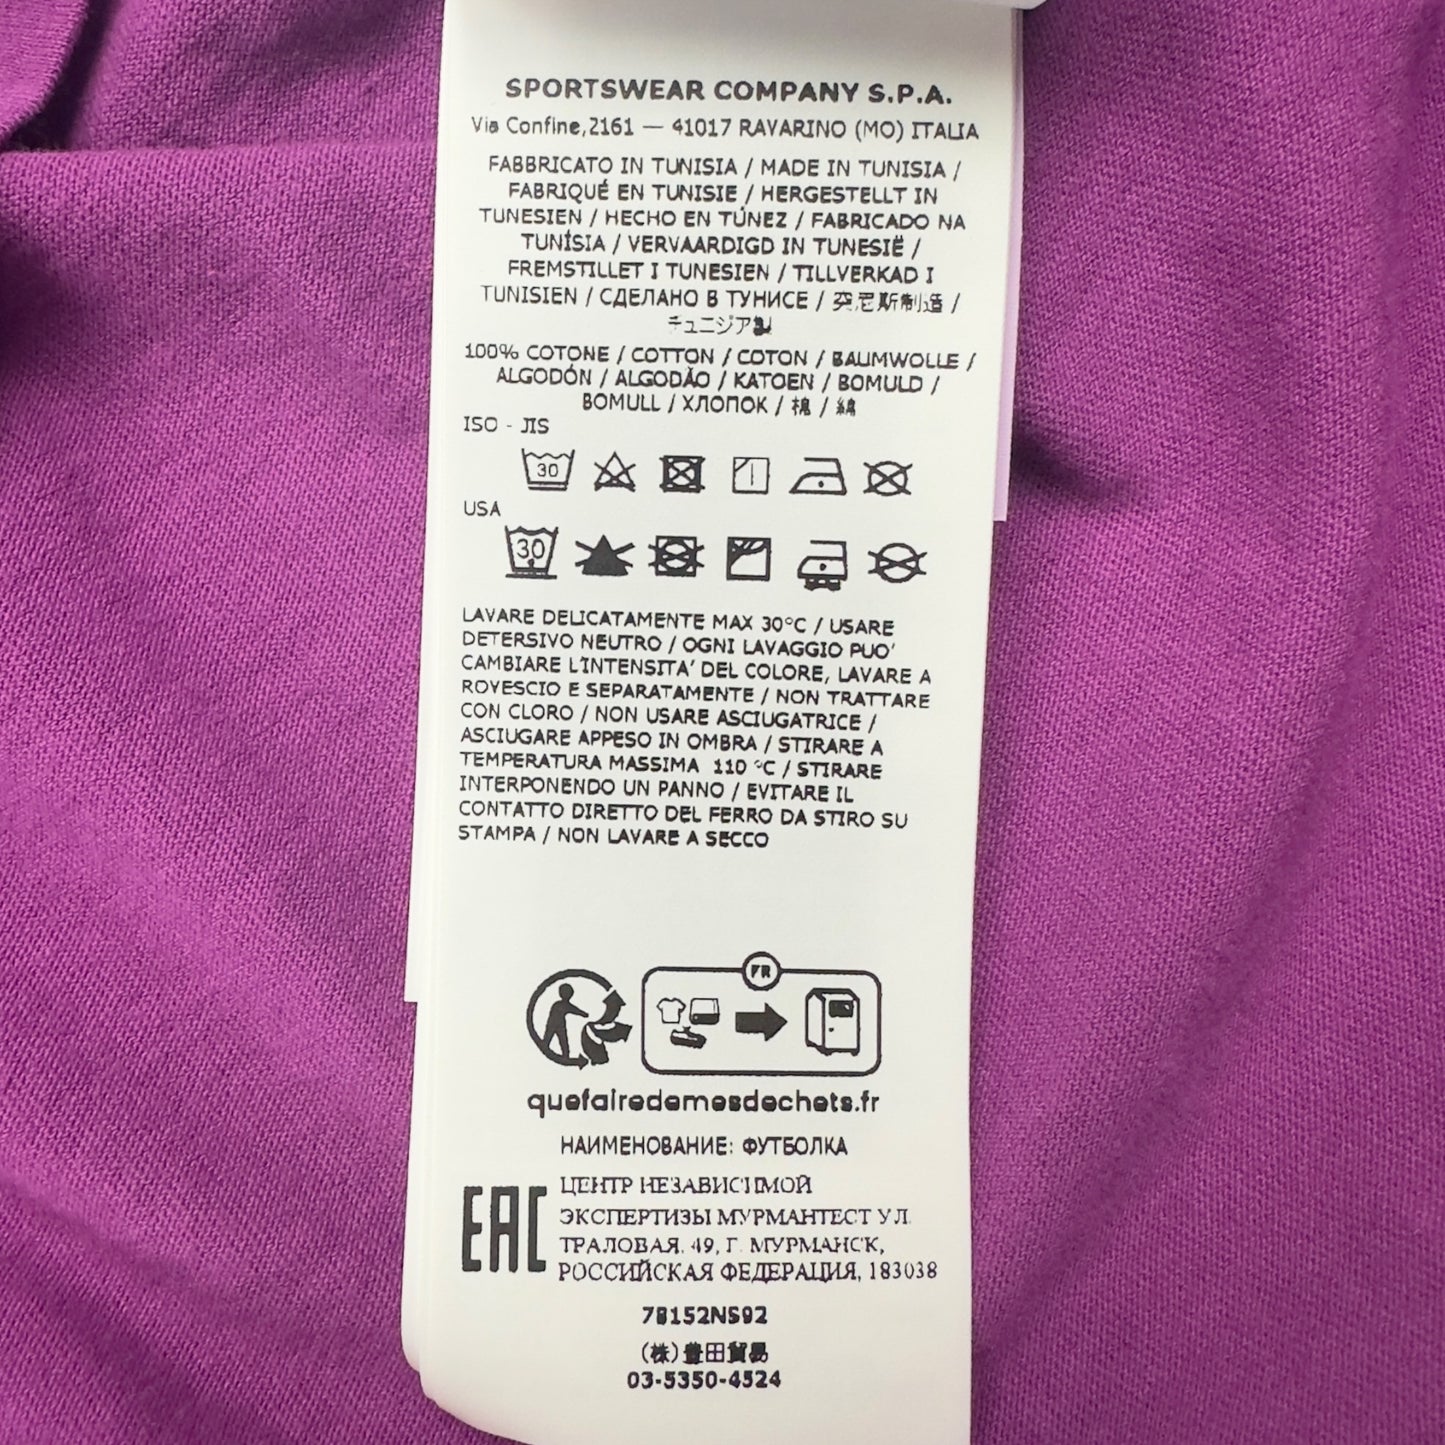 SPORTSWEAR COMPANY S.P.A.
Via Confine,2161 — 41017 RAVARINO (MO) ITALIA
FABBRICATO IN TUNISIA / MADE IN TUNISIA /
FABRIQUÉ EN TUNISIE / HERGESTELLT IN
TUNESIEN / HECHO EN TÚNEZ / FABRICADO NA
TUNÍSIA / VERVAARDIGD IN TUNESIË /
FREMSTILLET I TUNESIEN / TILLVERKAD I
TUNISIEN / СДЕЛАНО В ТУНИСЕ / 突尼斯制造 /
チュニジア製
100% COTONE / COTTON / COTON / BAUMWOLLE /
ALGODÓN / ALGODÃO / KATOEN / BOMULD /
BOMULL / ХЛОПОК / 棉 / 綿
ISO - JIS
30
USA
30
LAVARE DELICATAMENTE MAX 30°C / USARE
DETERSIVO NEUTRO / OGNI LAVAGGIO PUO'
CAMBIARE L'INTENSITA' DEL COLORE, LAVARE A
ROVESCIO E SEPARATAMENTE / NON TRATTARE
CON CLORO / NON USARE ASCIUGATRICE /
ASCIUGARE APPESO IN OMBRA / STIRARE A
TEMPERATURA MASSIMA 110 °C / STIRARE
INTERPONENDO UN PANNO / EVITARE IL
CONTATTO DIRETTO DEL FERRO DA STIRO SU
STAMPA / NON LAVARE A SECCO
FR
quefairedemesdechets.fr
НАИМЕНОВАНИЕ: ФУТБОЛКА
EAC
ЦЕНТР НЕЗАВИСИМОЙ
ЭКСПЕРТИЗЫ МУРМАНТЕСТ УЛ.
ТРАЛОВАЯ, 49, Г. МУРМАНСК,
РОССИЙСКАЯ ФЕДЕРАЦИЯ, 183038
78152NS92
(株)豊田貿易
03-5350-4524